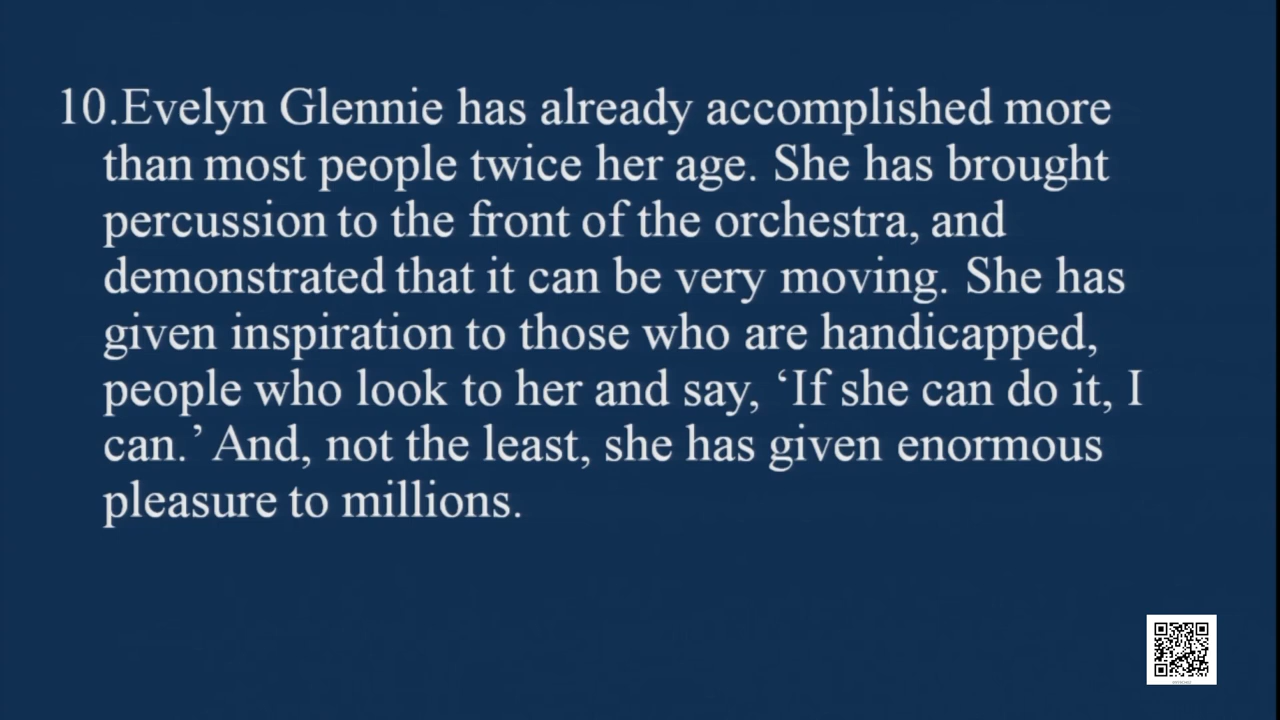 10.Evelyn Glennie has already accomplished more
than most people twice her age. She has brought
percussion to the front of the orchestra, and
demonstrated that it can be very moving. She has
given inspiration to those who are handicapped,
people who look to her and say, ‘If she can do it, I
can.’ And, not the least, she has given enormous
pleasure to millions.